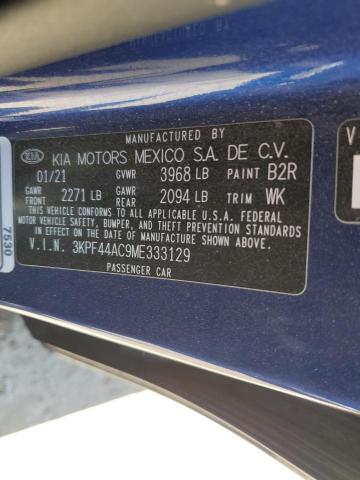 MANUFACTURED BY
KIA KIA MOTORS MEXICO S.A. DE C.V.
01/21 GVWR 3968 LB PAINT B2R
GAWR FRONT 2271 LB GAWR REAR 2094 LB TRIM WK
THIS VEHICLE CONFORMS TO ALL APPLICABLE U.S.A. FEDERAL
MOTOR VEHICLE SAFETY, BUMPER, AND THEFT PREVENTION STANDARDS
IN EFFECT ON THE DATE OF MANUFACTURE SHOWN ABOVE.
V.I.N. 3KPF44AC9ME333129
PASSENGER CAR
7530
V